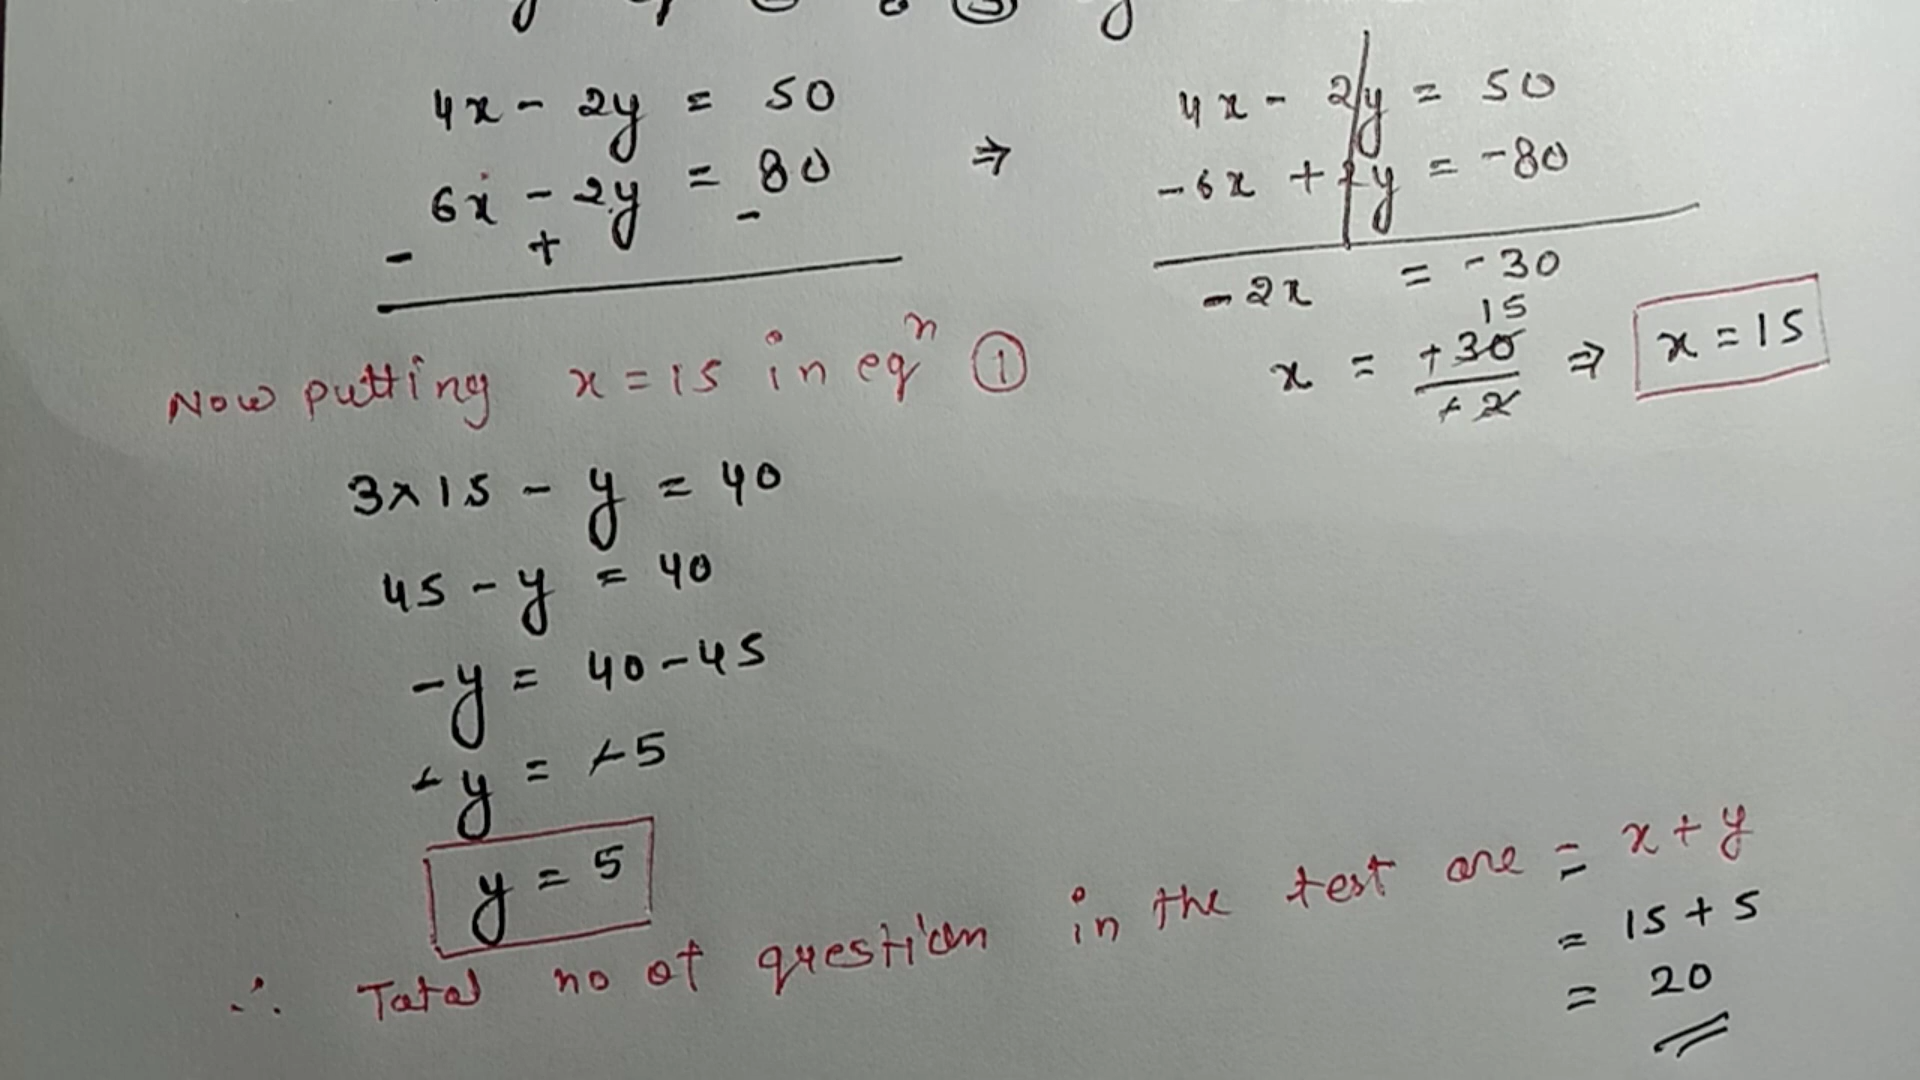 4x - 2y = 50
6x - 2y = 80
- + -
⇒
4x - 2y = 50
-6x + 2y = -80
-2x = -30
15
x = +30/+2 ⇒ x = 15
Now putting x = 15 in eqⁿ ①
3×15 - y = 40
45 - y = 40
-y = 40-45
-y = -5
y = 5
∴ Total no of question in the test are = x + y
= 15 + 5
= 20